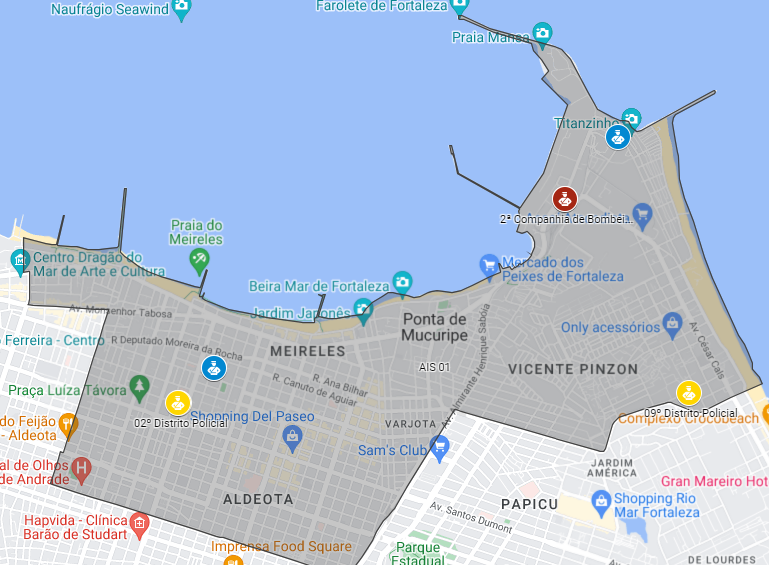 Naufrágio Seawind
Farolete de Fortaleza
Praia Mansa
Titanzinho
2ª Companhia de Bombei...
Praia do
Meireles
Centro Dragão do
Mar de Arte e Cultura
Mercado dos
Peixes de Fortaleza
Beira Mar de Fortaleza
Jardim Japonês
Av. Monsenhor Tabosa
Ponta de
Mucuripe
Only acessórios
Av. César Cals
Av. Almirante Henrique Sabóia
Ferreira - Centro
R Deputado Moreira da Rocha
MEIRELES
AIS 01
VICENTE PINZON
R. Ana Bilhar
R. Canuto de Aguiar
Praça Luíza Távora
02º Distrito Policial
Shopping Del Paseo
09º Distrito Policial
Complexo Crocobeach
do Feijão
- Aldeota
VARJOTA
Sam's Club
al de Olhos
de Andrade
JARDIM
AMÉRICA
Gran Mareiro Hot
ALDEOTA
PAPICU
Shopping Rio
Mar Fortaleza
Hapvida - Clínica
Barão de Studart
Av. Santos Dumont
Imprensa Food Square
Parque
Estadual
DE LOURDES